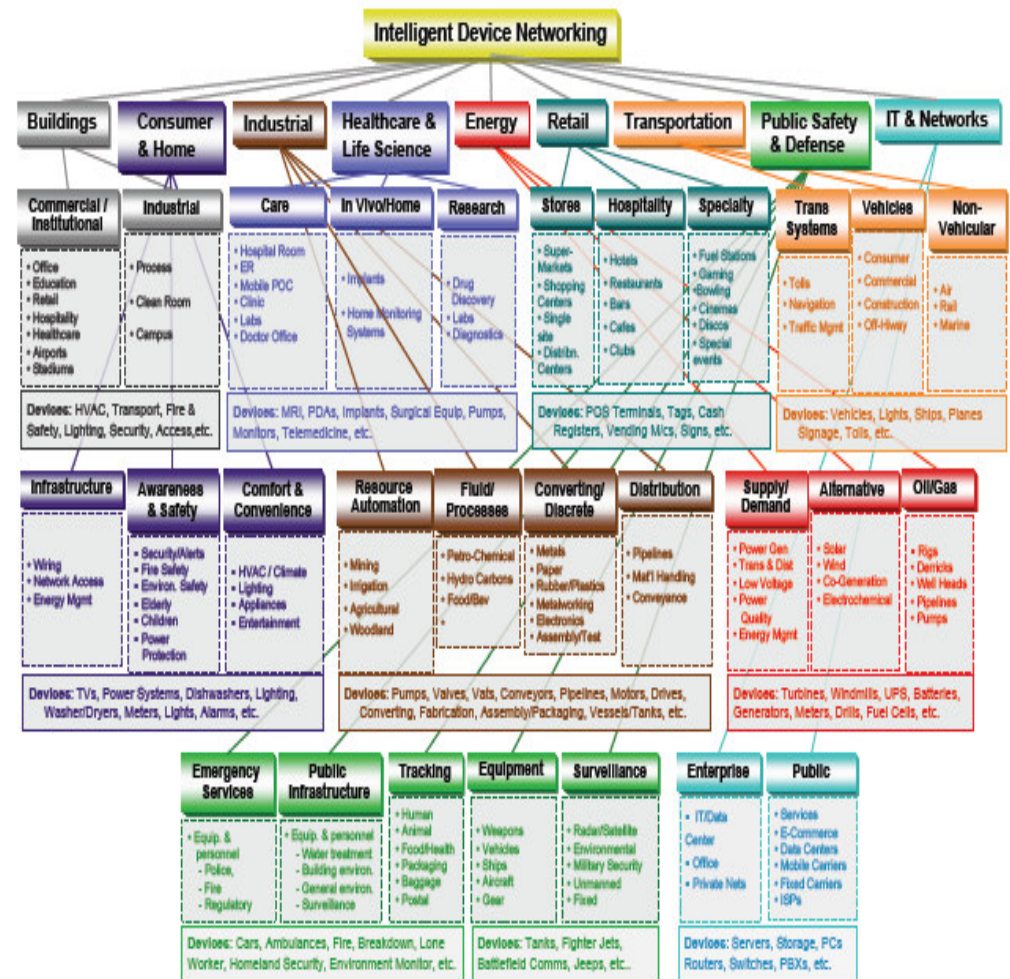 Intelligent Device Networking
Buildings
Consumer
& Home
Industrial
Healthcare &
Life Science
Energy
Retail
Transportation
Public Safety
& Defense
IT & Networks
Commercial /
Institutional
• Office
• Education
• Retail
• Hospitality
• Healthcare
• Airports
• Stadiums
Industrial
• Process
• Clean Room
• Campus
Devices: HVAC, Transport, Fire &
Safety, Lighting, Security, Access,etc.
Care
• Hospital Room
• ER
• Mobile POC
• Clinic
• Labs
• Doctor Office
In Vivo/Home
• Implants
• Home Monitoring
Systems
Research
• Drug
Discovery
• Labs
• Diagnostics
Devices: MRI, PDAs, Implants, Surgical Equip, Pumps,
Monitors, Telemedicine, etc.
Stores
• Super-
Markets
• Shopping
Centers
• Single
site
• Distribn.
Centers
Hospitality
• Hotels
• Restaurants
• Bars
• Cafes
• Clubs
Specialty
• Fuel Stations
• Gaming
• Bowling
• Cinemas
• Discos
• Special
events
Devices: POS Terminals, Tags, Cash
Registers, Vending M/cs, Signs, etc.
Trans
Systems
• Tolls
• Navigation
• Traffic Mgmt
Vehicles
• Consumer
• Commercial
• Construction
• Off-Hiway
Non-
Vehicular
• Air
• Rail
• Marine
Devices: Vehicles, Lights, Ships, Planes
Signage, Tolls, etc.
Infrastructure
• Wiring
• Network Access
• Energy Mgmt
Awareness
& Safety
• Security/Alerts
• Fire Safety
• Environ. Safety
• Elderly
• Children
• Power
Protection
Comfort &
Convenience
• HVAC / Climate
• Lighting
• Appliances
• Entertainment
Devices: TVs, Power Systems, Dishwashers, Lighting,
Washer/Dryers, Meters, Lights, Alarms, etc.
Resource
Automation
• Mining
• Irrigation
• Agricultural
• Woodland
Fluid/
Processes
• Petro-Chemical
• Hydro Carbons
• Food/Bev
•
Converting/
Discrete
• Metals
• Paper
• Rubber/Plastics
• Metalworking
• Electronics
• Assembly/Test
Distribution
• Pipelines
• Mat'l Handling
• Conveyance
Devices: Pumps, Valves, Vats, Conveyors, Pipelines, Motors, Drives,
Converting, Fabrication, Assembly/Packaging, Vessels/Tanks, etc.
Supply/
Demand
• Power Gen
• Trans & Dist
• Low Voltage
• Power
Quality
• Energy Mgmt
Alternative
• Solar
• Wind
• Co-Generation
• Electrochemical
Oil/Gas
• Rigs
• Derricks
• Well Heads
• Pipelines
• Pumps
Devices: Turbines, Windmills, UPS, Batteries,
Generators, Meters, Drills, Fuel Cells, etc.
Emergency
Services
• Equip. &
personnel
- Police,
- Fire
- Regulatory
Public
Infrastructure
• Equip. & personnel
- Water treatment
- Building environ.
- General environ.
- Surveillance
Tracking
• Human
• Animal
• Food/Health
• Packaging
• Baggage
• Postal
Devices: Cars, Ambulances, Fire, Breakdown, Lone
Worker, Homeland Security, Environment Monitor, etc.
Equipment
• Weapons
• Vehicles
• Ships
• Aircraft
• Gear
Surveillance
• Radar/Satellite
• Environmental
• Military Security
• Unmanned
• Fixed
Devices: Tanks, Fighter Jets,
Battlefield Comms, Jeeps, etc..
Enterprise
▪ IT/Data
Center
▪ Office
▪ Private Nets
Public
▪ Services
▪ E-Commerce
▪ Data Centers
▪ Mobile Carriers
▪ Fixed Carriers
▪ ISPs
Devices: Servers, Storage, PCs
Routers, Switches, PBXs, etc.